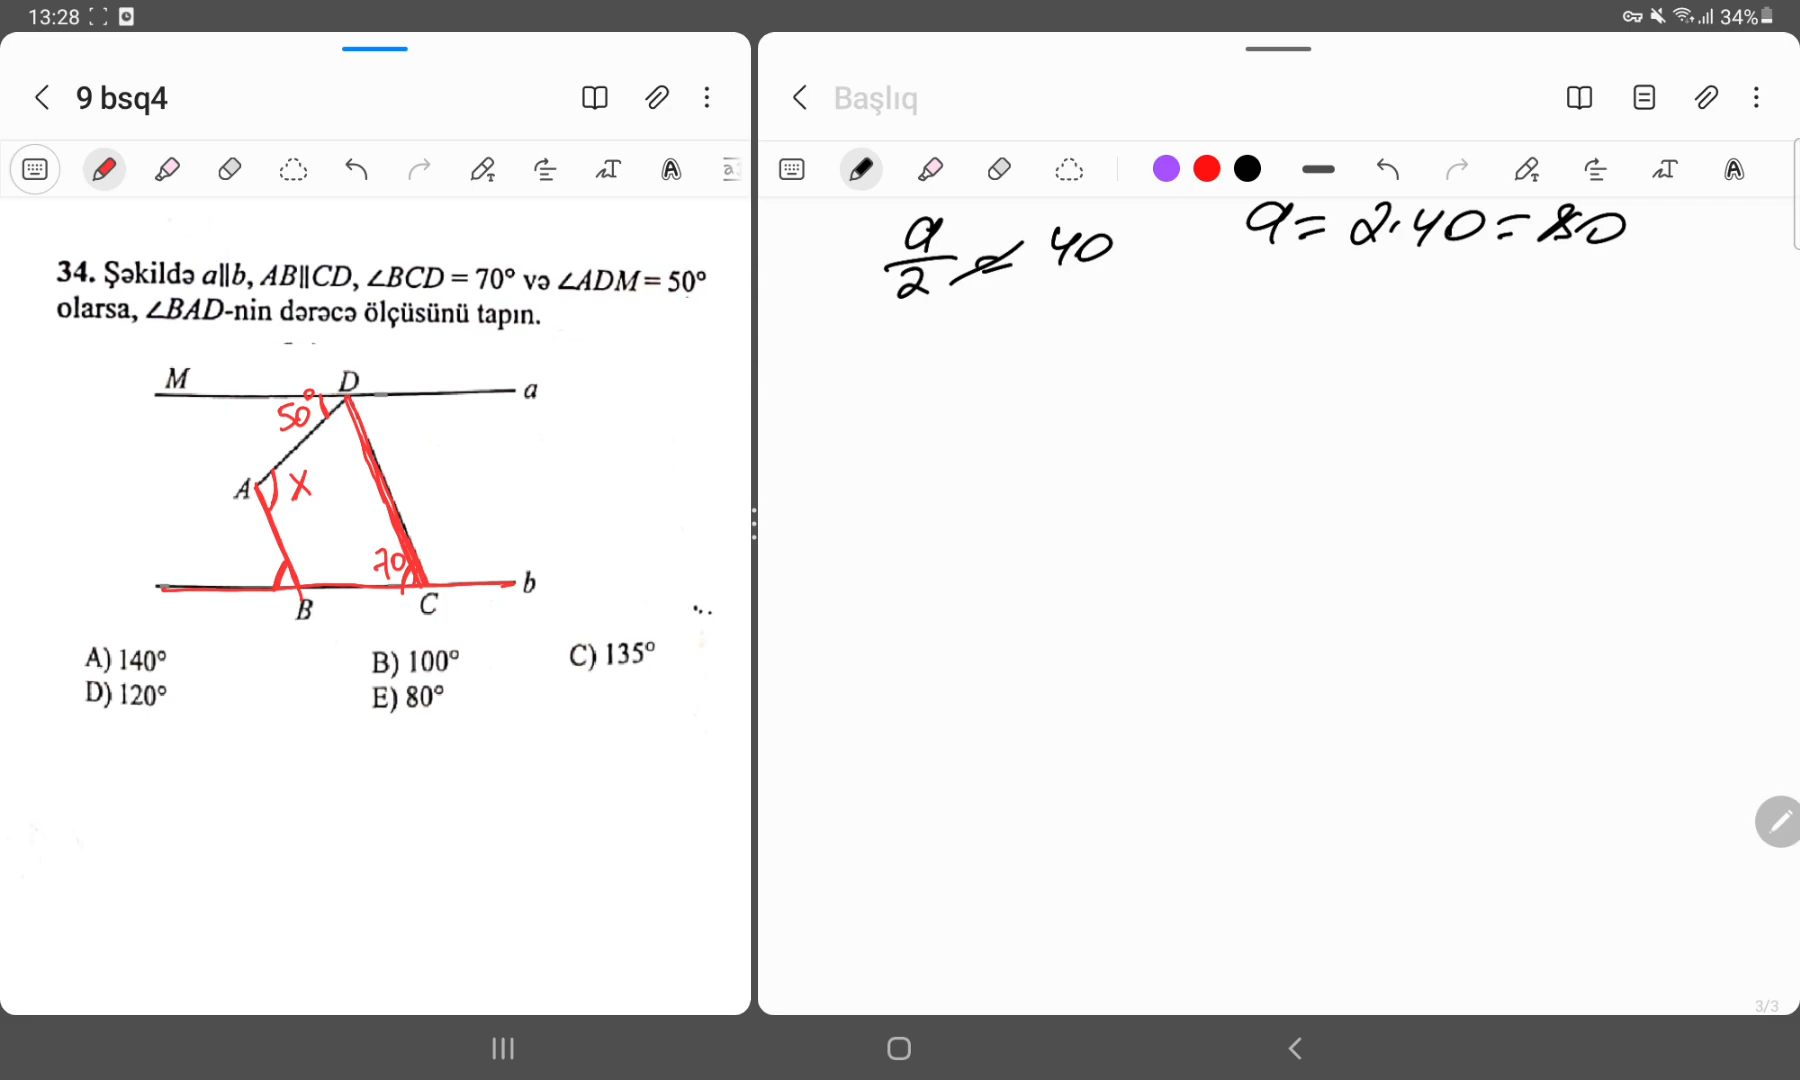 13:28
34%
9 bsq4
Başlıq
34. Şəkildə a∥b, AB∥CD, ∠BCD = 70° və ∠ADM = 50°
olarsa, ∠BAD-nin dərəcə ölçüsünü tapın.
M
D
a
50°
A
X
70
b
B
C
A) 140°
B) 100°
C) 135°
D) 120°
E) 80°
a/2 = 40
a = 2·40 = 80
3/3